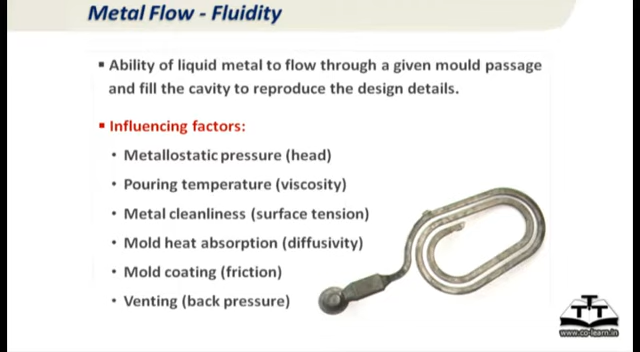 Metal Flow - Fluidity
▪ Ability of liquid metal to flow through a given mould passage
and fill the cavity to reproduce the design details.
▪ Influencing factors:
• Metallostatic pressure (head)
• Pouring temperature (viscosity)
• Metal cleanliness (surface tension)
• Mold heat absorption (diffusivity)
• Mold coating (friction)
• Venting (back pressure)
TTT
www.co-learn.in